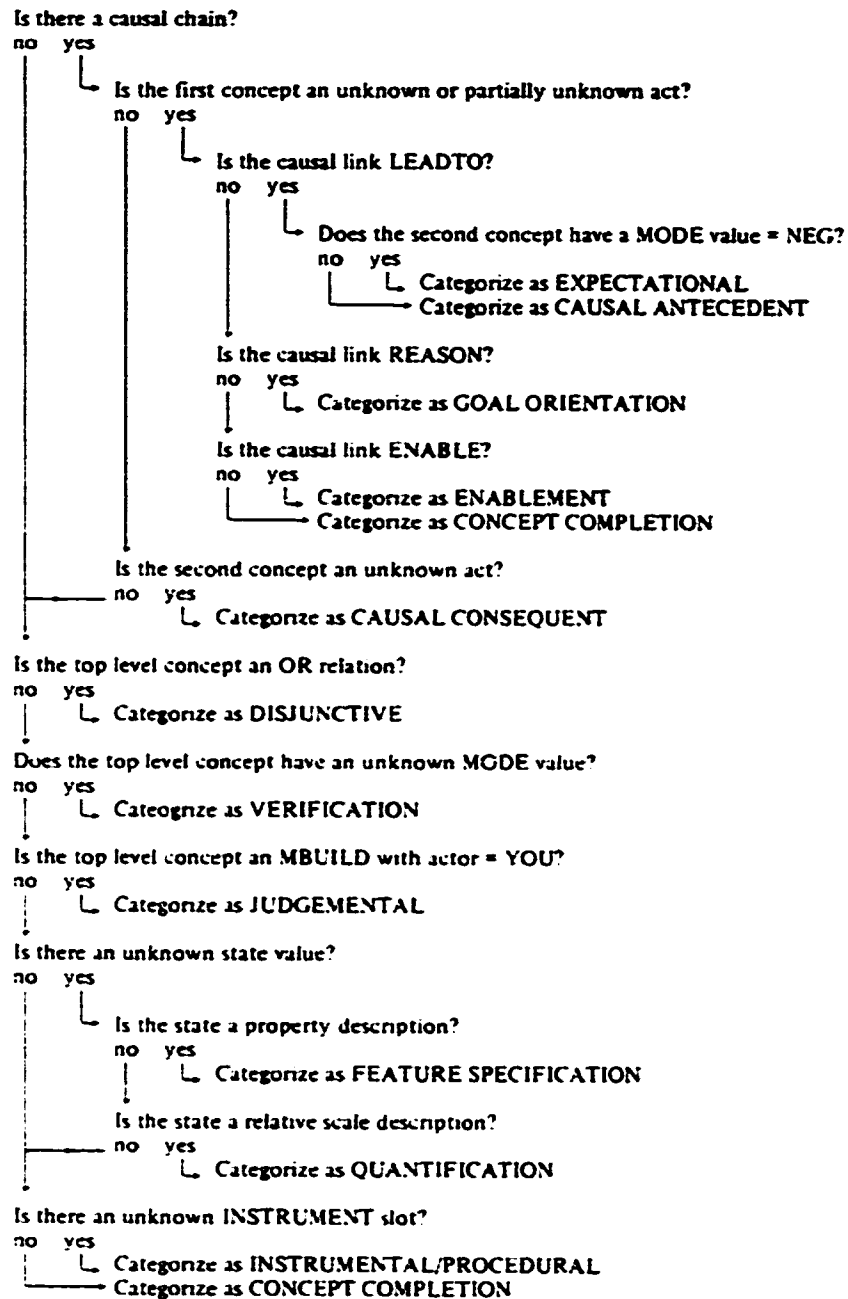 Is there a causal chain?
no yes
Is the first concept an unknown or partially unknown act?
no yes
Is the causal link LEADTO?
no yes
Does the second concept have a MODE value = NEG?
no yes
Categorize as EXPECTATIONAL
Categorize as CAUSAL ANTECEDENT
Is the causal link REASON?
no yes
Categorize as GOAL ORIENTATION
Is the causal link ENABLE?
no yes
Categorize as ENABLEMENT
Categorize as CONCEPT COMPLETION
Is the second concept an unknown act?
no yes
Categorize as CAUSAL CONSEQUENT
Is the top level concept an OR relation?
no yes
Categorize as DISJUNCTIVE
Does the top level concept have an unknown MODE value?
no yes
Cateognze as VERIFICATION
Is the top level concept an MBUILD with actor = YOU?
no yes
Categorize as JUDGEMENTAL
Is there an unknown state value?
no yes
Is the state a property description?
no yes
Categorize as FEATURE SPECIFICATION
Is the state a relative scale description?
no yes
Categorize as QUANTIFICATION
Is there an unknown INSTRUMENT slot?
no yes
Categorize as INSTRUMENTAL/PROCEDURAL
Categorize as CONCEPT COMPLETION